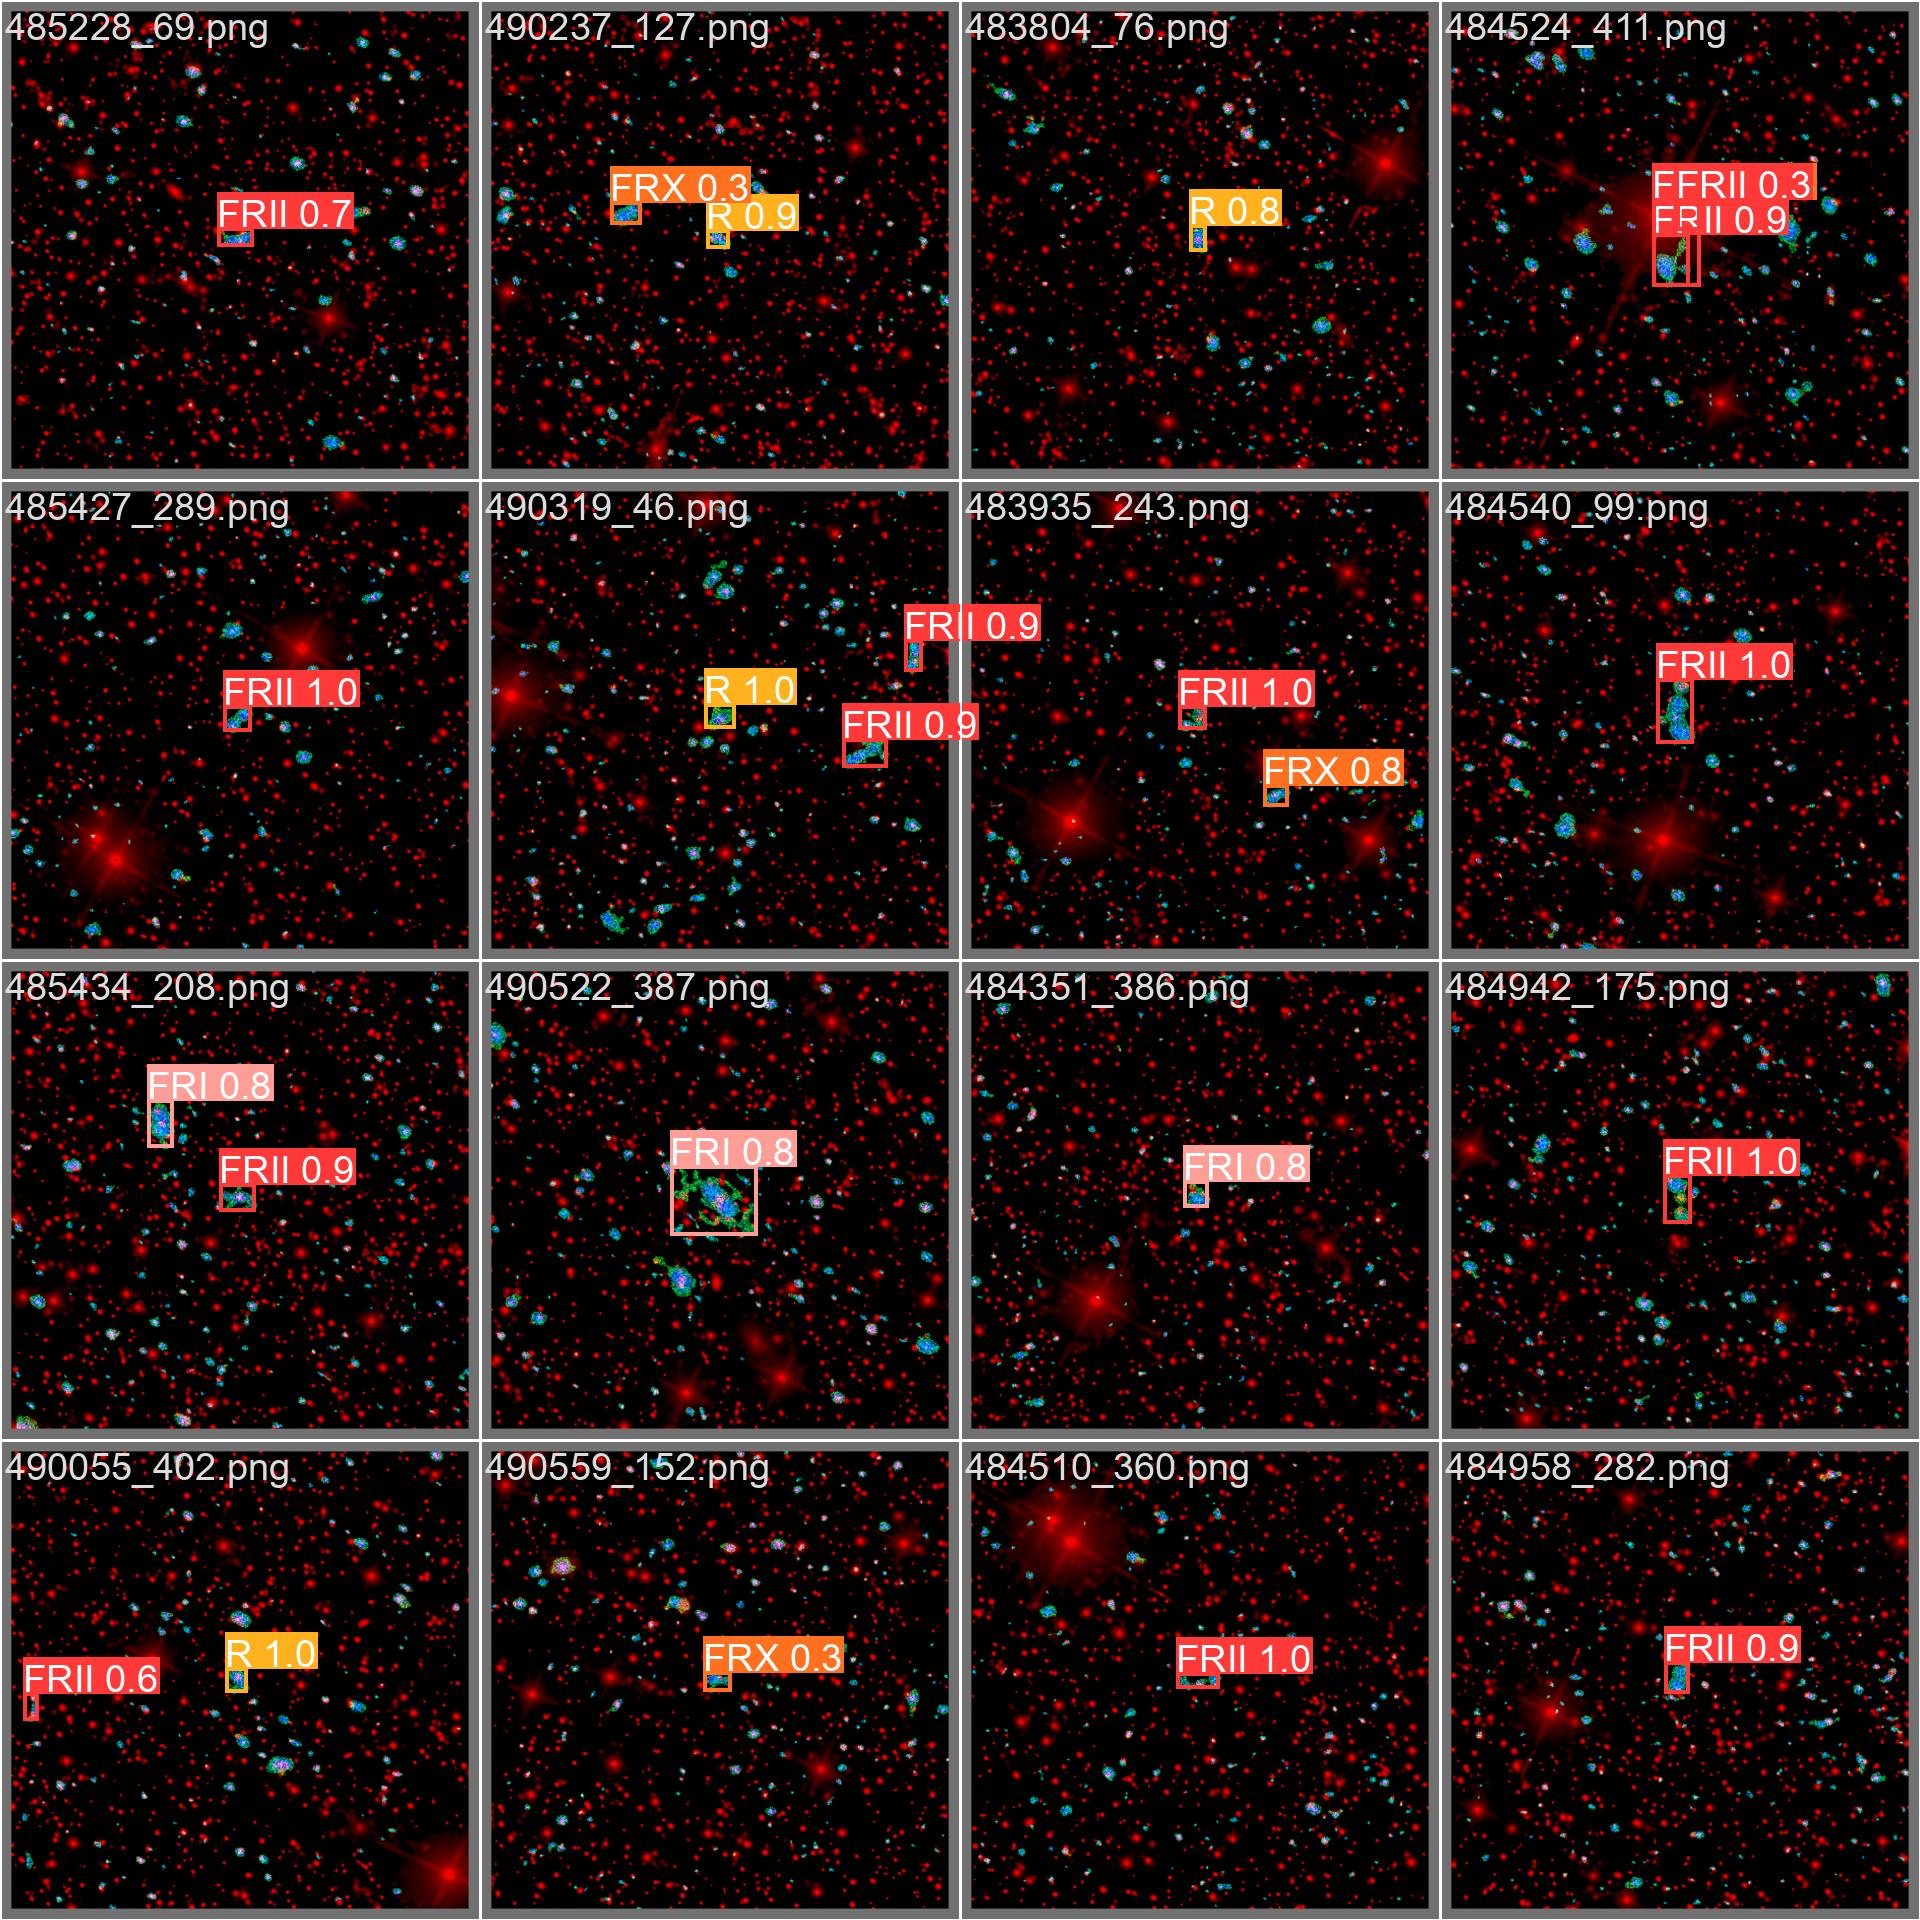 485228_69.png
FRII 0.7
490237_127.png
FRX 0.3
R 0.9
483804_76.png
R 0.8
484524_411.png
FFRII 0.3
FRII 0.9
485427_289.png
FRII 1.0
490319_46.png
FRII 0.9
R 1.0
FRII 0.9
483935_243.png
FRII 1.0
FRX 0.8
484540_99.png
FRII 1.0
485434_208.png
FRI 0.8
FRII 0.9
490522_387.png
FRI 0.8
484351_386.png
FRI 0.8
484942_175.png
FRII 1.0
490055_402.png
R 1.0
FRII 0.6
490559_152.png
FRX 0.3
484510_360.png
FRII 1.0
484958_282.png
FRII 0.9